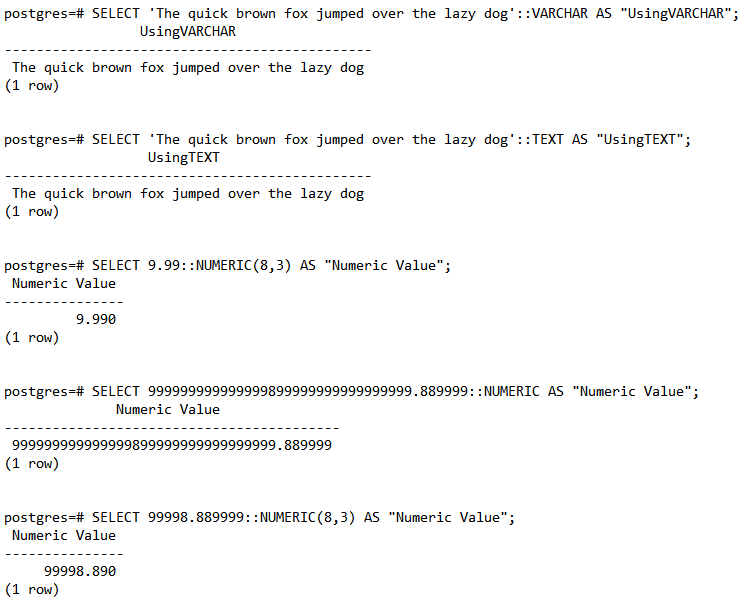 postgres=# SELECT 'The quick brown fox jumped over the lazy dog'::VARCHAR AS "UsingVARCHAR";
UsingVARCHAR
----------------------------------------------
The quick brown fox jumped over the lazy dog
(1 row)
postgres=# SELECT 'The quick brown fox jumped over the lazy dog'::TEXT AS "UsingTEXT";
UsingTEXT
----------------------------------------------
The quick brown fox jumped over the lazy dog
(1 row)
postgres=# SELECT 9.99::NUMERIC(8,3) AS "Numeric Value";
Numeric Value
---------------
9.990
(1 row)
postgres=# SELECT 999999999999999989999999999999999.889999::NUMERIC AS "Numeric Value";
Numeric Value
------------------------------------------
999999999999999989999999999999999.889999
(1 row)
postgres=# SELECT 99998.889999::NUMERIC(8,3) AS "Numeric Value";
Numeric Value
---------------
99998.890
(1 row)